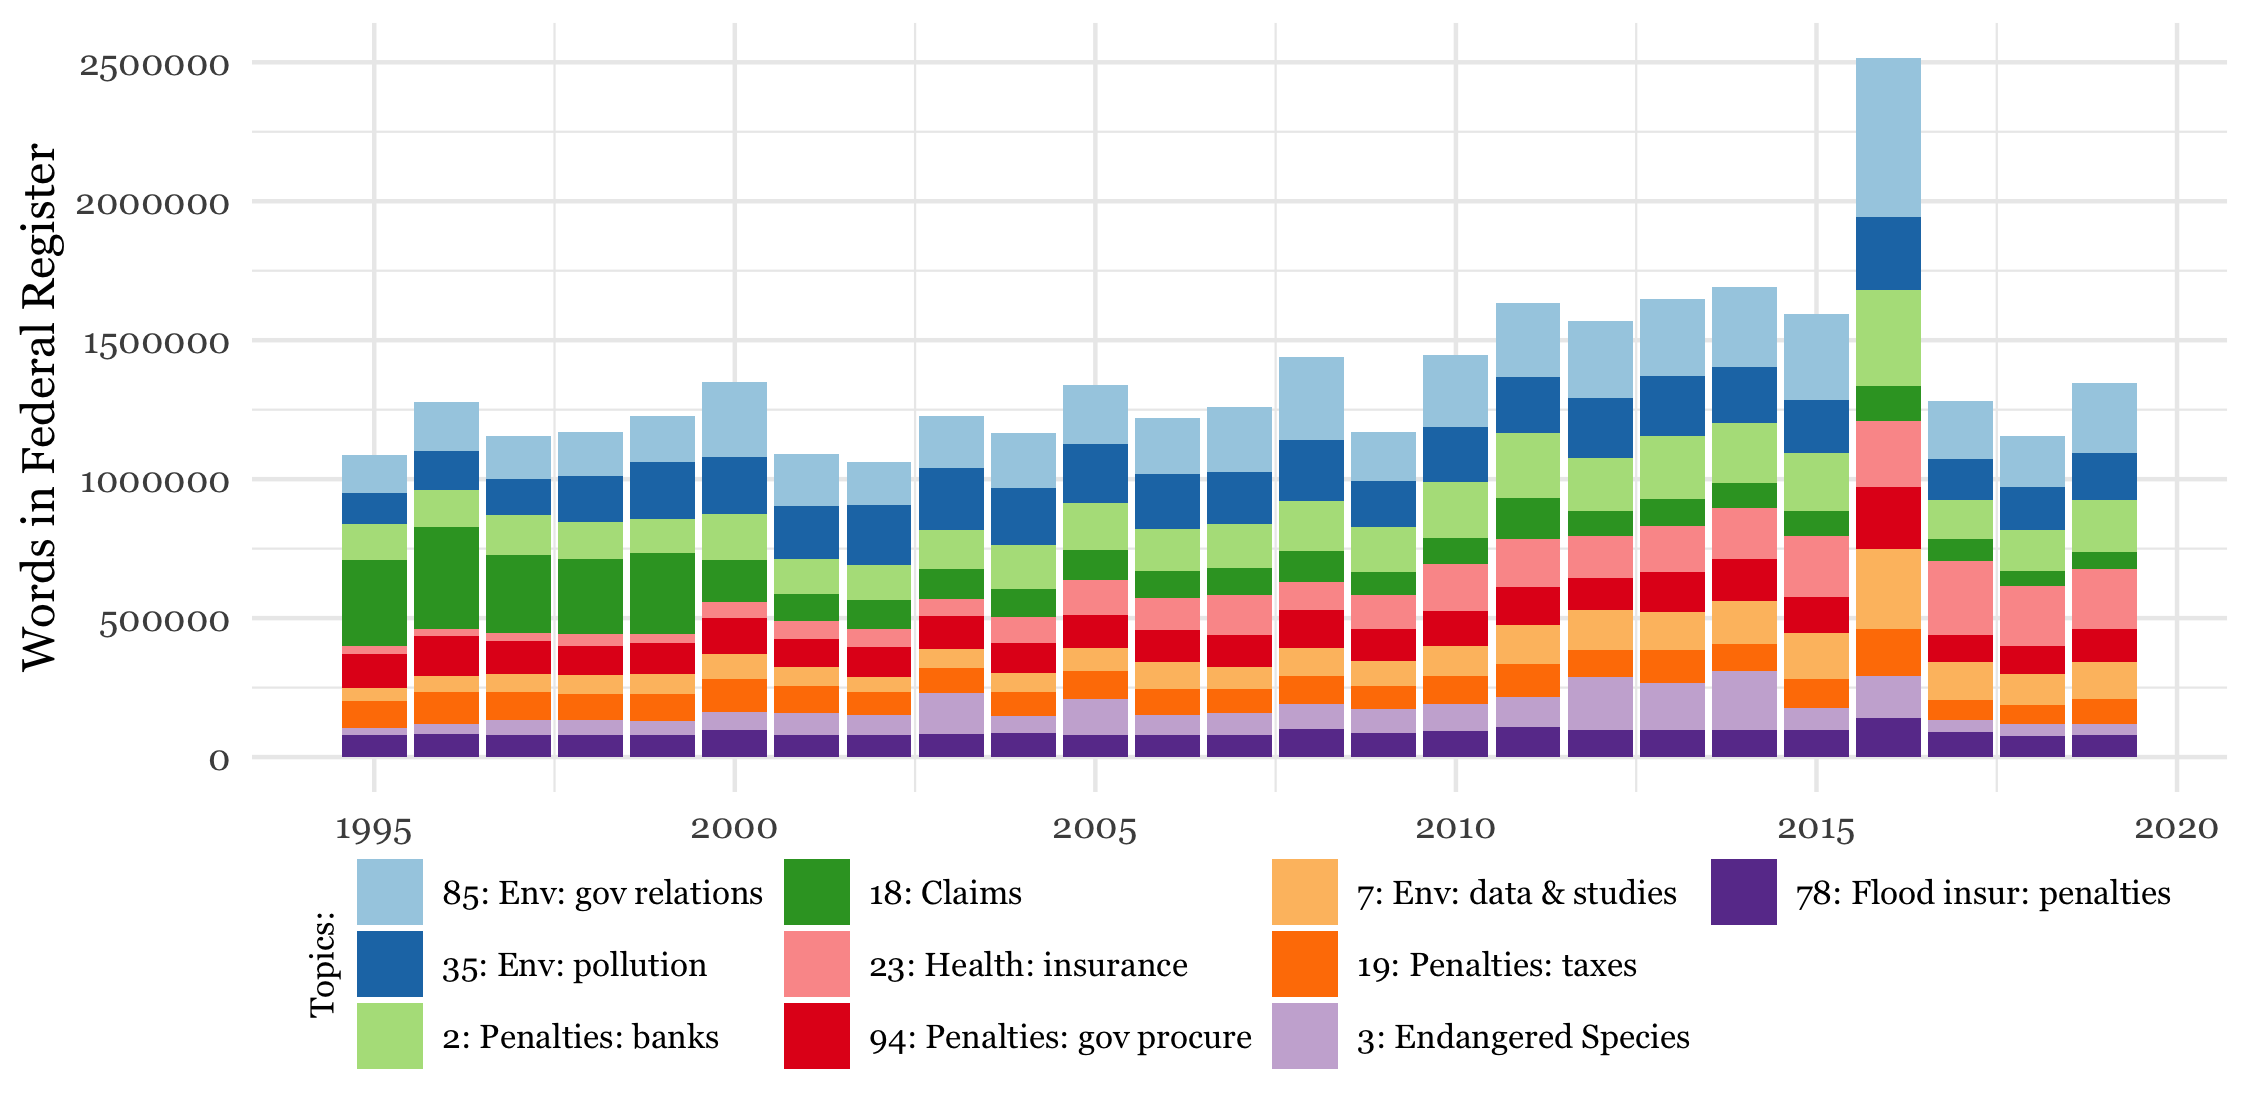 Words in Federal Register
2500000
2000000
1500000
1000000
500000
0
1995 2000 2005 2010 2015 2020
Topics:
85: Env: gov relations
35: Env: pollution
2: Penalties: banks
18: Claims
23: Health: insurance
94: Penalties: gov procure
7: Env: data & studies
19: Penalties: taxes
3: Endangered Species
78: Flood insur: penalties